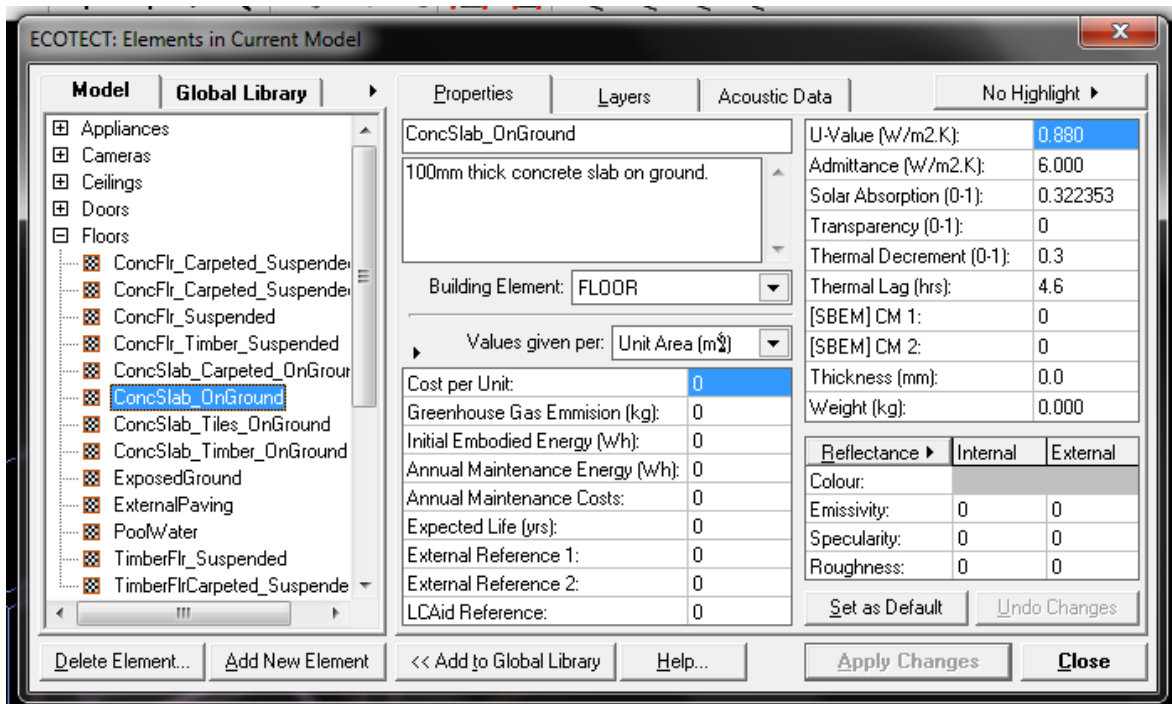 ECOTECT: Elements in Current Model
Model
Global Library
Appliances
Cameras
Ceilings
Doors
Floors
ConcFlr_Carpeted_Suspende
ConcFlr_Carpeted_Suspende
ConcFlr_Suspended
ConcFlr_Timber_Suspended
ConcSlab_Carpeted_OnGroun
ConcSlab_OnGround
ConcSlab_Tiles_OnGround
ConcSlab_Timber_OnGround
ExposedGround
ExternalPaving
PoolWater
TimberFlr_Suspended
TimberFlrCarpeted_Suspende
Delete Element...
Add New Element
Properties
Layers
Acoustic Data
No Highlight
ConcSlab_OnGround
100mm thick concrete slab on ground.
Building Element: FLOOR
Values given per: Unit Area (m2)
Cost per Unit: 0
Greenhouse Gas Emmision (kg): 0
Initial Embodied Energy (Wh): 0
Annual Maintenance Energy (Wh): 0
Annual Maintenance Costs: 0
Expected Life (yrs): 0
External Reference 1: 0
External Reference 2: 0
LCAid Reference: 0
<< Add to Global Library
Help...
U-Value (W/m2.K): 0.880
Admittance (W/m2.K): 6.000
Solar Absorption (0-1): 0.322353
Transparency (0-1): 0
Thermal Decrement (0-1): 0.3
Thermal Lag (hrs): 4.6
[SBEM] CM 1: 0
[SBEM] CM 2: 0
Thickness (mm): 0.0
Weight (kg): 0.000
Reflectance Internal External
Colour:
Emissivity: 0 0
Specularity: 0 0
Roughness: 0 0
Set as Default
Undo Changes
Apply Changes
Close